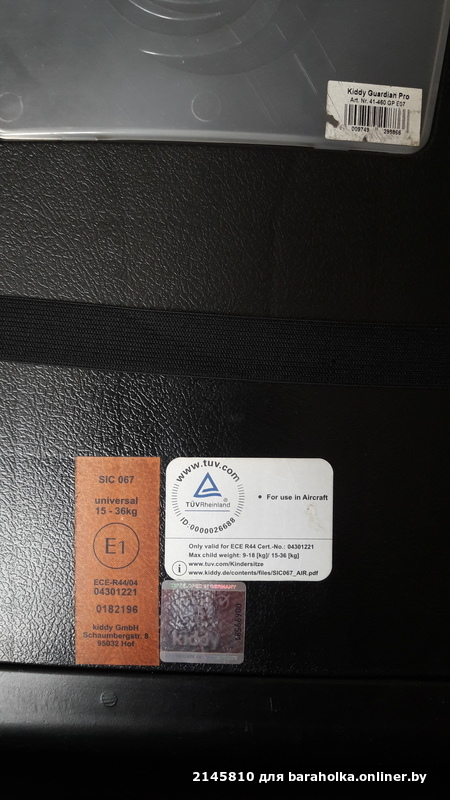 Kiddy Guardian Pro
Art. Nr. 41-460 GP E07
SIC 067
universal
15 - 36kg
E1
ECE-R44/04
04301221
0182196
kiddy GmbH
Schaumbergstr. 8
95032 Hof
www.tuv.com
TÜVRheinland
ID:0000026688
• For use in Aircraft
Only valid for ECE R44 Cert.-No.: 04301221
Max child weight: 9-18 [kg]/ 15-36 [kg]
www.tuv.com/Kindersitze
i
www.kiddy.de/contents/files/SIC067_AIR.pdf
kiddy
2145810 для baraholka.onliner.by